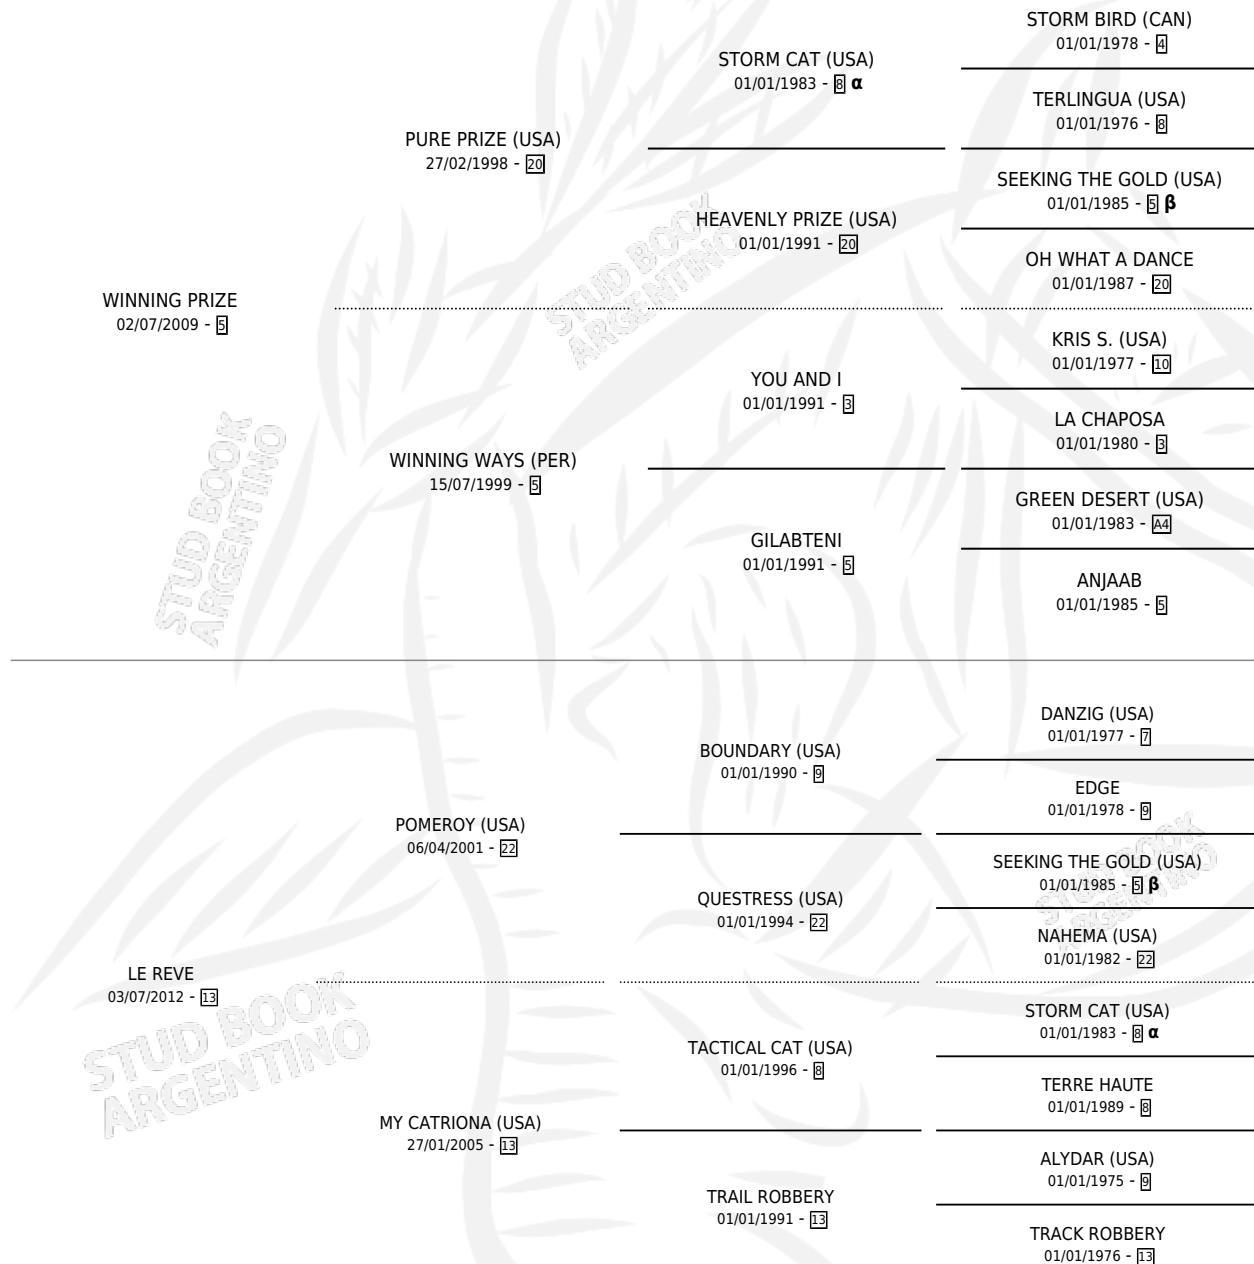 STORM BIRD (CAN)
01/01/1978 - 4
STORM CAT (USA)
01/01/1983 - 8 α
TERLINGUA (USA)
01/01/1976 - 8
PURE PRIZE (USA)
27/02/1998 - 20
SEEKING THE GOLD (USA)
01/01/1985 - 5 β
HEAVENLY PRIZE (USA)
01/01/1991 - 20
OH WHAT A DANCE
01/01/1987 - 20
WINNING PRIZE
02/07/2009 - 5
KRIS S. (USA)
01/01/1977 - 10
YOU AND I
01/01/1991 - 3
LA CHAPOSA
01/01/1980 - 3
WINNING WAYS (PER)
15/07/1999 - 5
GREEN DESERT (USA)
01/01/1983 - A4
GILABTENI
01/01/1991 - 5
ANJAAB
01/01/1985 - 5
DANZIG (USA)
01/01/1977 - 7
BOUNDARY (USA)
01/01/1990 - 9
EDGE
01/01/1978 - 9
POMEROY (USA)
06/04/2001 - 22
SEEKING THE GOLD (USA)
01/01/1985 - 5 β
QUESTRESS (USA)
01/01/1994 - 22
NAHEMA (USA)
01/01/1982 - 22
LE REVE
03/07/2012 - 13
STORM CAT (USA)
01/01/1983 - 8 α
TACTICAL CAT (USA)
01/01/1996 - 8
TERRE HAUTE
01/01/1989 - 8
MY CATRIONA (USA)
27/01/2005 - 13
ALYDAR (USA)
01/01/1975 - 9
TRAIL ROBBERY
01/01/1991 - 13
TRACK ROBBERY
01/01/1976 - 13
STUD BOOK
ARGENTINO
STUD BOOK
ARGENTINO
STUD BOOK
ARGENTINO
STUD BOOK
ARGENTINO